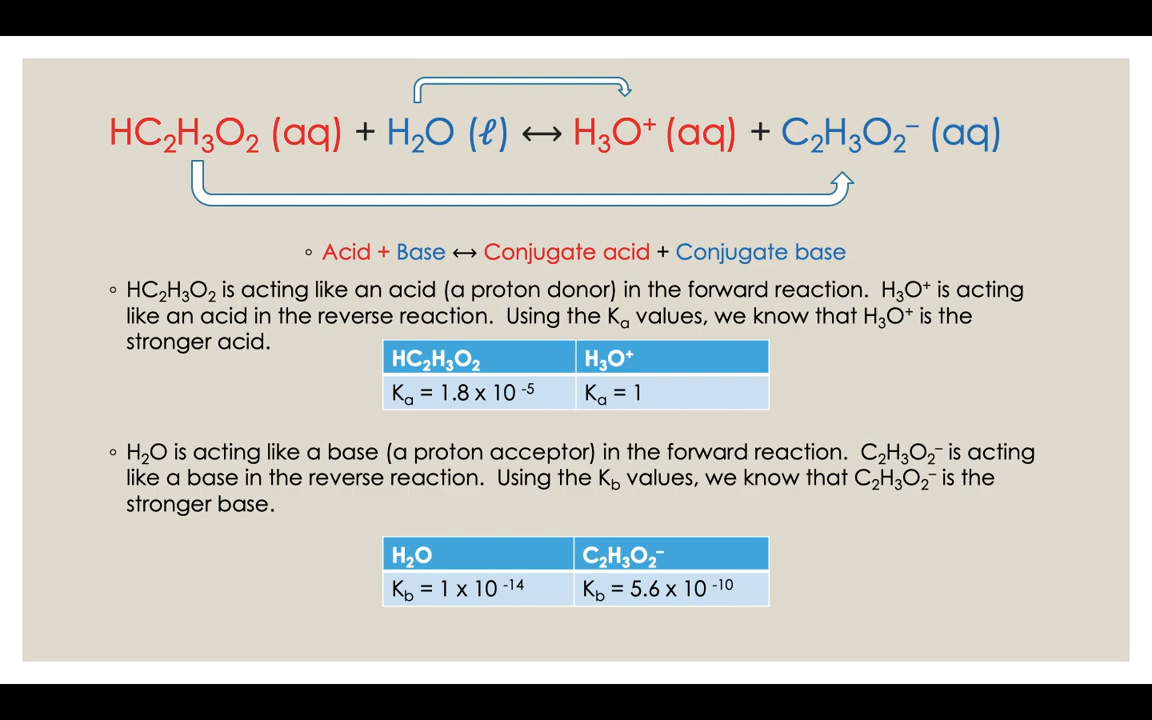 HC₂H₃O₂ (aq) + H₂O (ℓ) ↔ H₃O⁺ (aq) + C₂H₃O₂⁻ (aq)
◦ Acid + Base ↔ Conjugate acid + Conjugate base
◦ HC₂H₃O₂ is acting like an acid (a proton donor) in the forward reaction. H₃O⁺ is acting
like an acid in the reverse reaction. Using the Kₐ values, we know that H₃O⁺ is the
stronger acid.
HC₂H₃O₂ H₃O⁺
Kₐ = 1.8 x 10 ⁻⁵ Kₐ = 1
◦ H₂O is acting like a base (a proton acceptor) in the forward reaction. C₂H₃O₂⁻ is acting
like a base in the reverse reaction. Using the K_b values, we know that C₂H₃O₂⁻ is the
stronger base.
H₂O C₂H₃O₂⁻
K_b = 1 x 10 ⁻¹⁴ K_b = 5.6 x 10 ⁻¹⁰